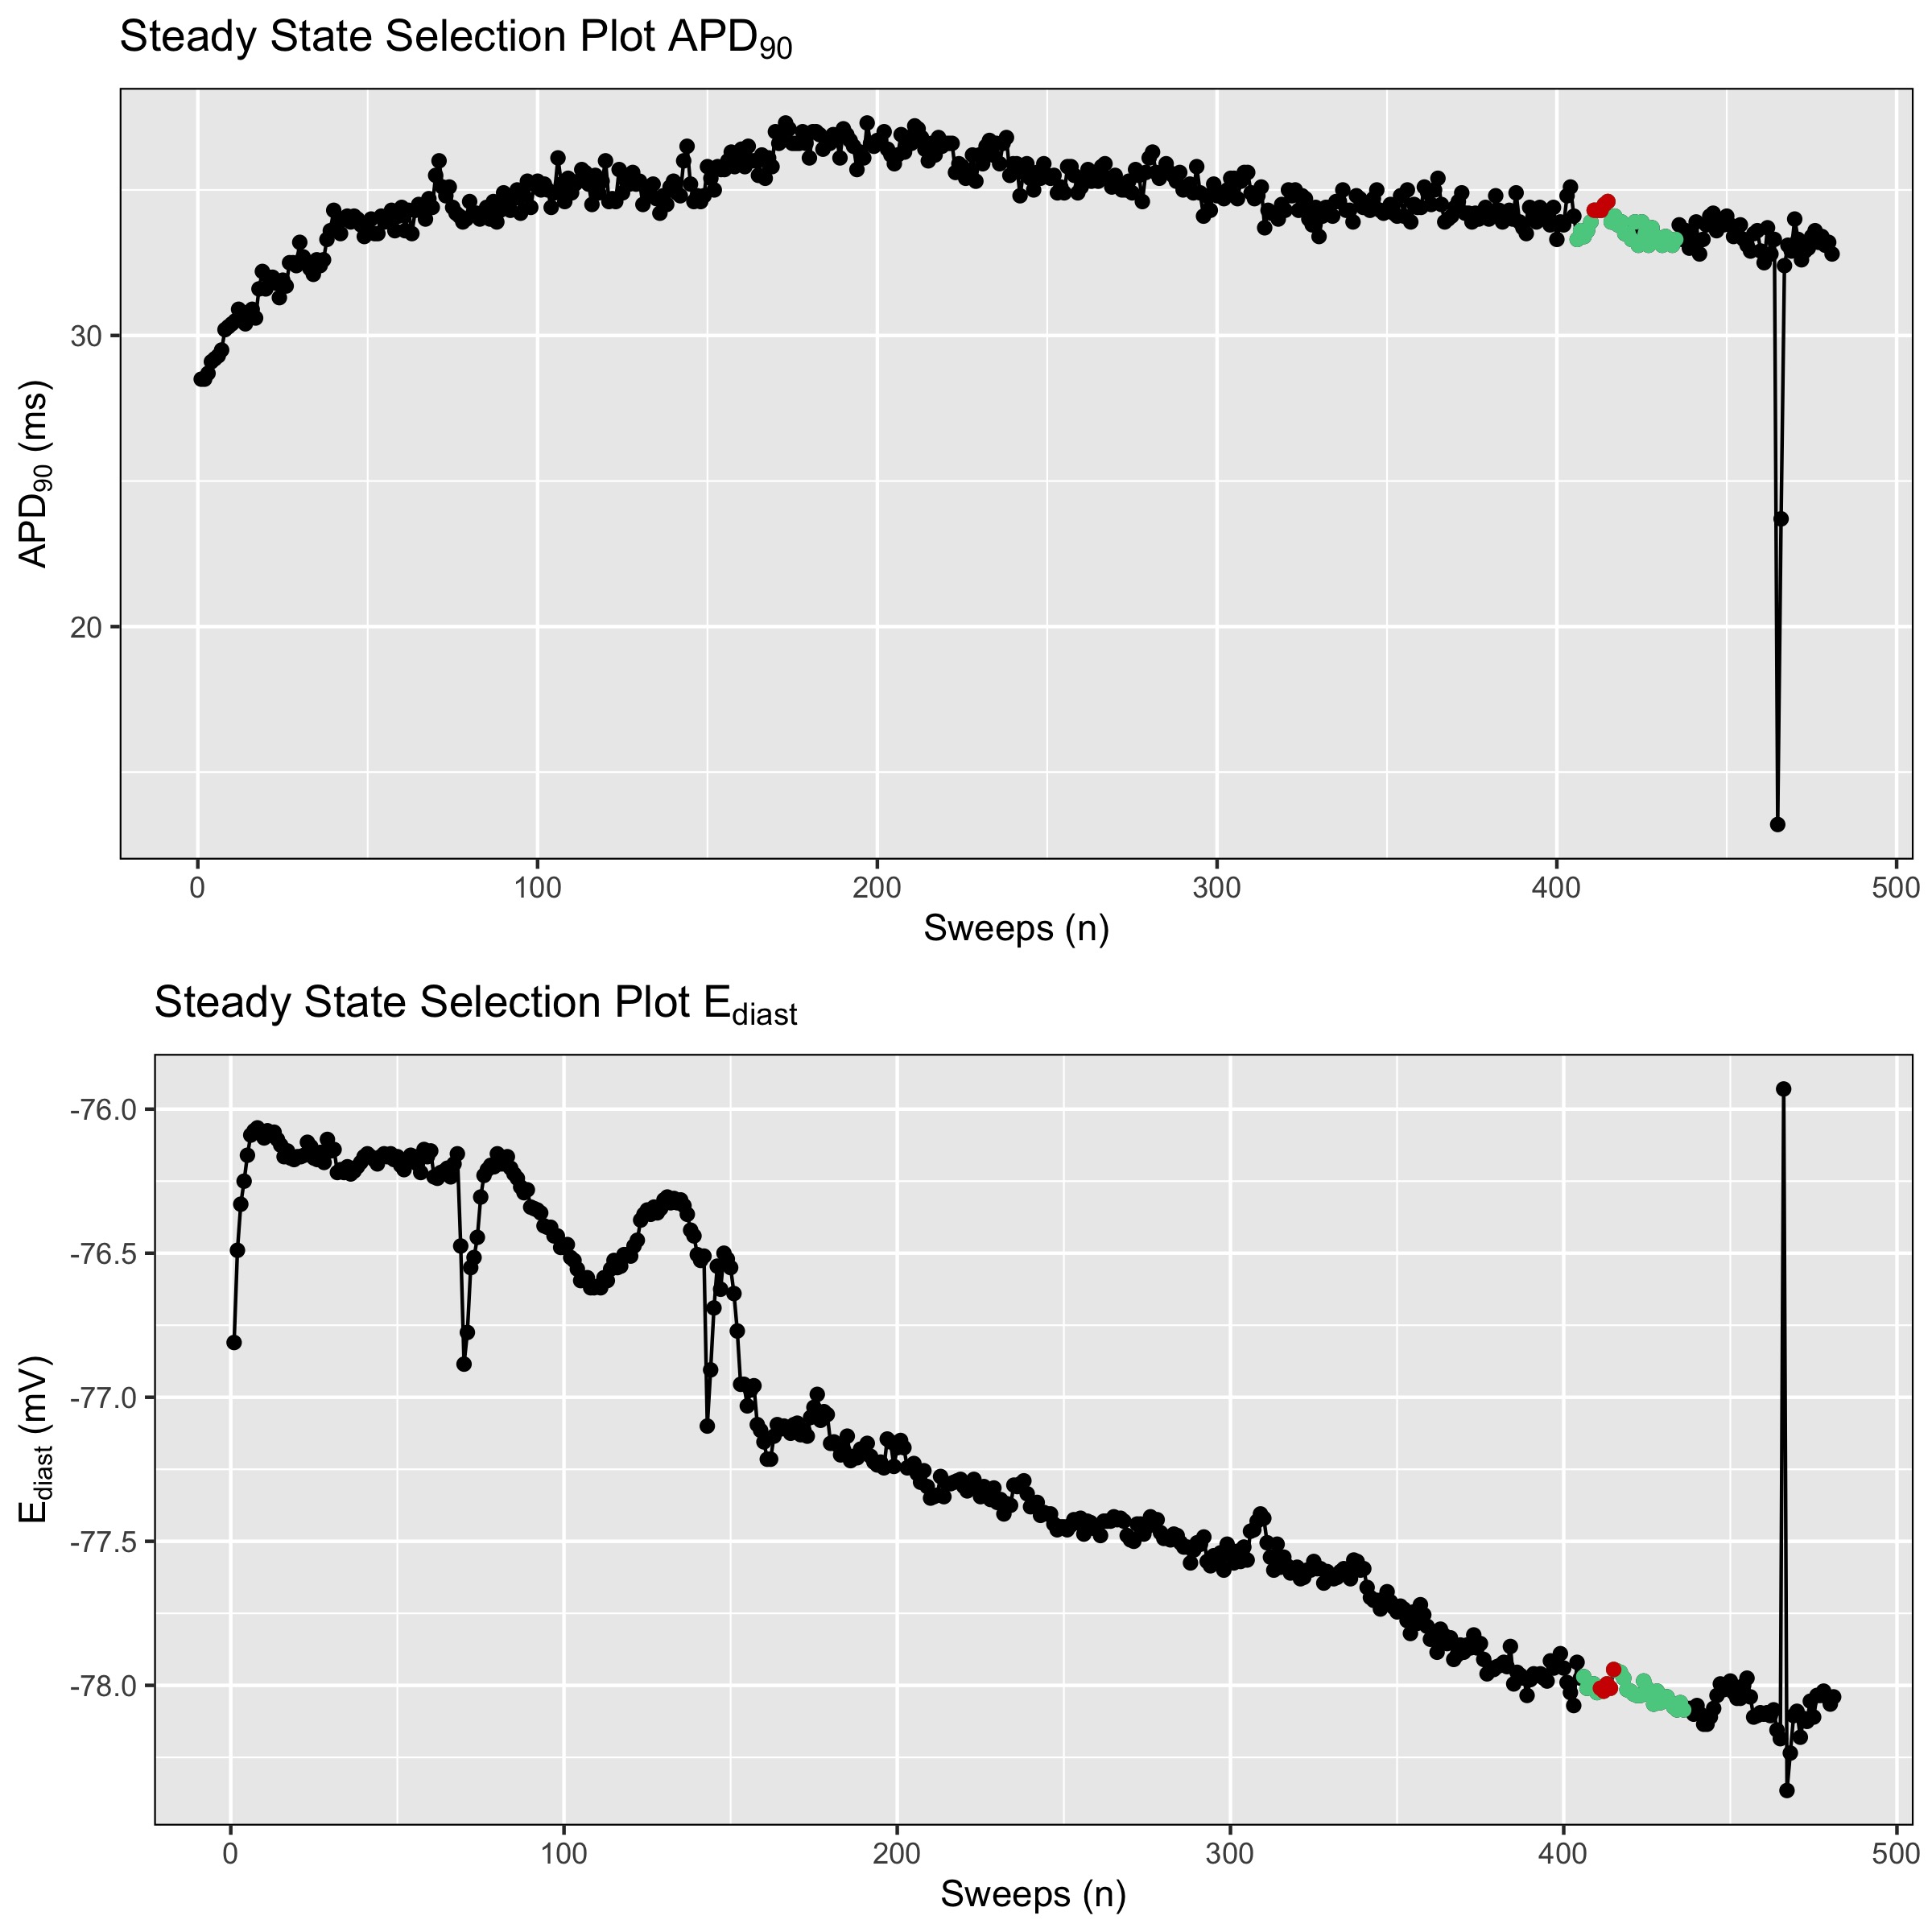 Steady State Selection Plot APD90
APD90 (ms)
30
20
0 100 200 300 400 500
Sweeps (n)
Steady State Selection Plot Ediast
Ediast (mV)
-76.0
-76.5
-77.0
-77.5
-78.0
0 100 200 300 400 500
Sweeps (n)